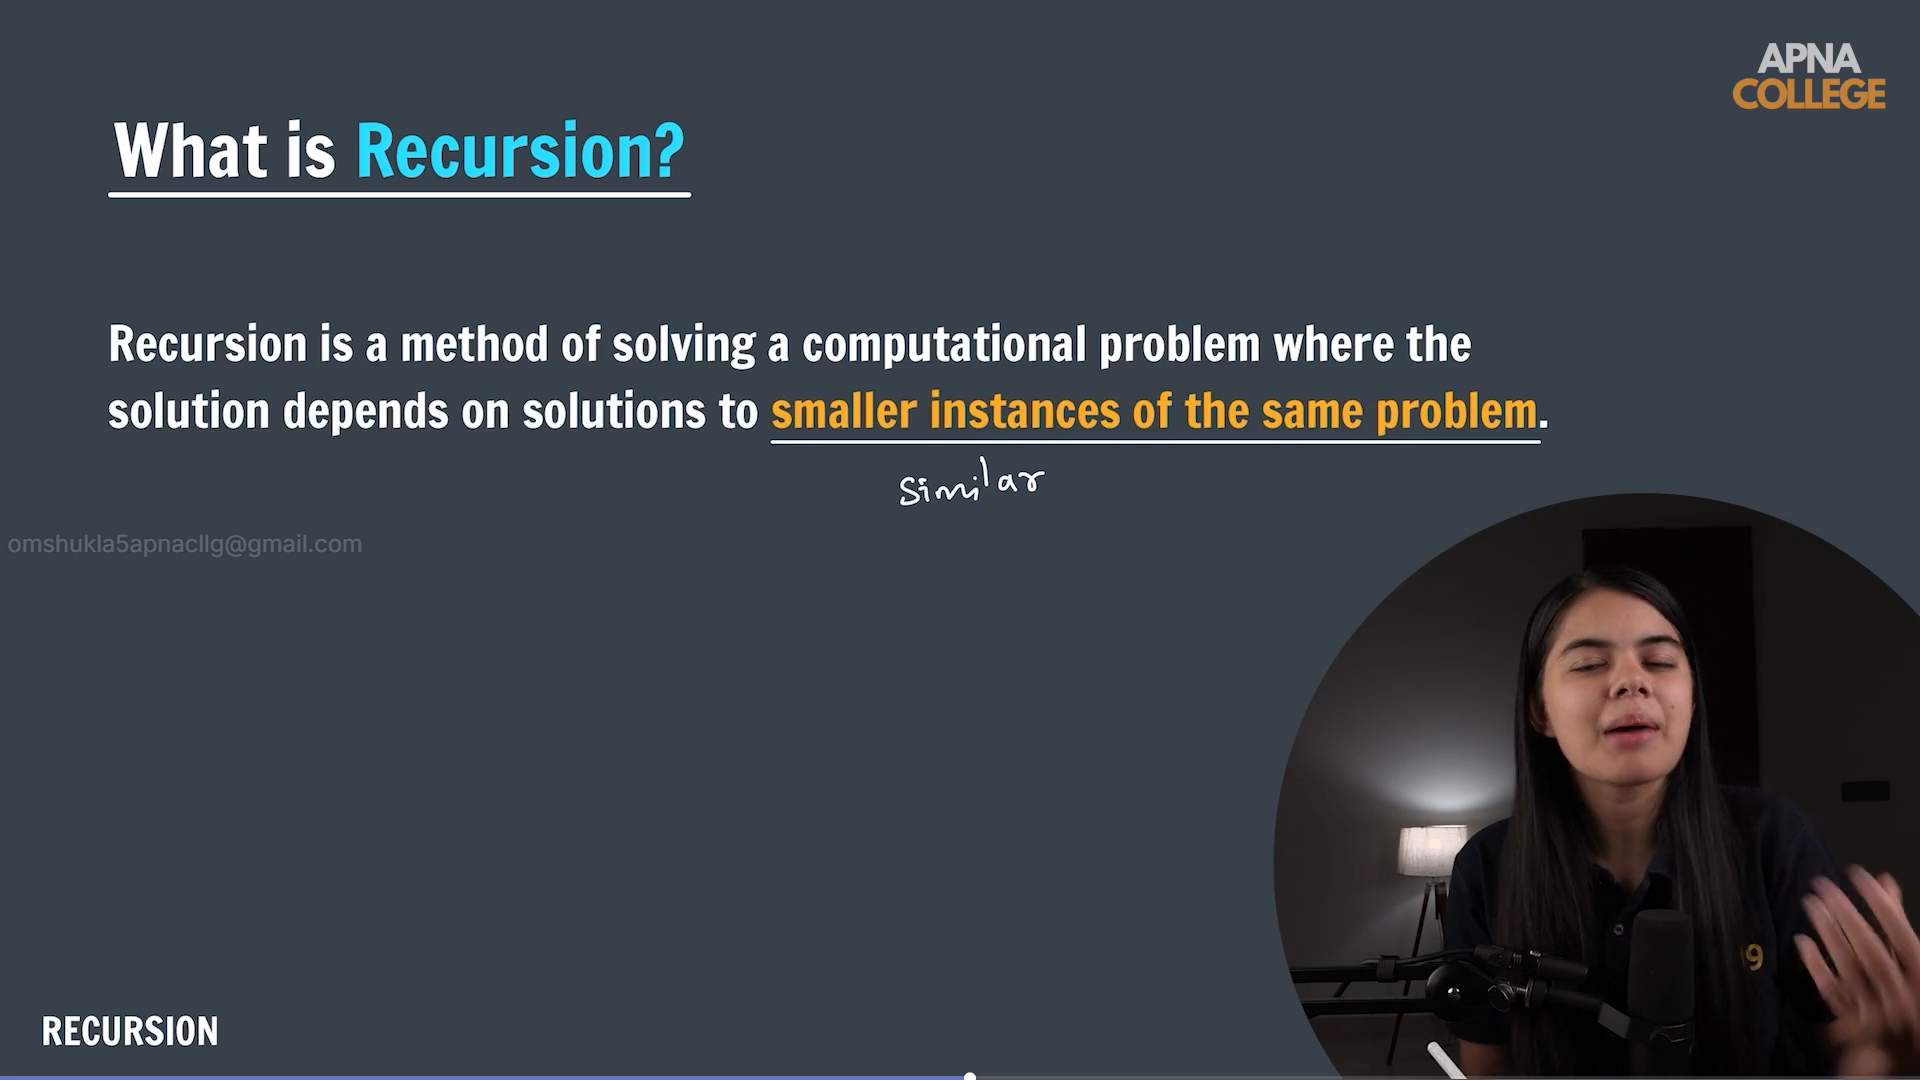 APNA
COLLEGE
What is Recursion?
Recursion is a method of solving a computational problem where the
solution depends on solutions to smaller instances of the same problem.
similar
omshukla5apnacllg@gmail.com
9
RECURSION